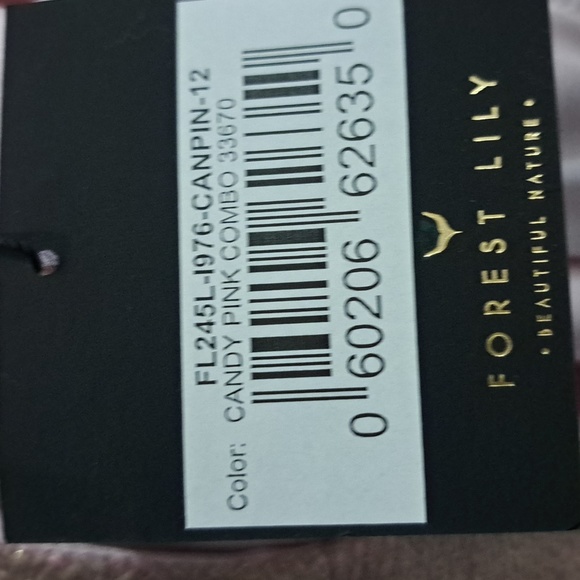 FL245L-I976-CANPIN-12
Color: CANDY PINK COMBO 33670
0 60206 62635 0
FOREST LILY
• BEAUTIFUL NATURE •